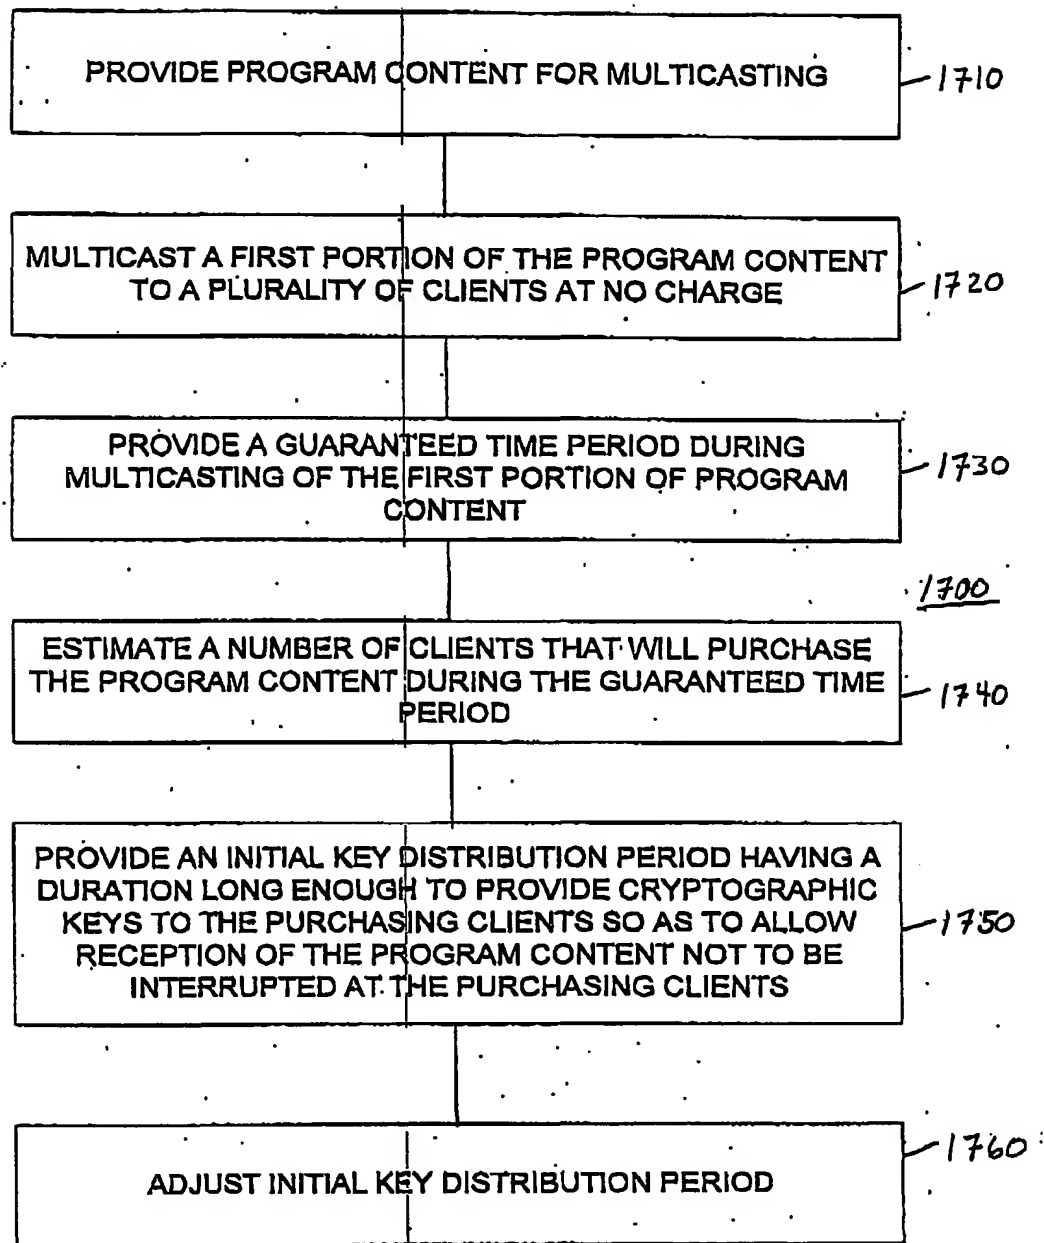 PROVIDE PROGRAM CONTENT FOR MULTICASTING
1710
MULTICAST A FIRST PORTION OF THE PROGRAM CONTENT
TO A PLURALITY OF CLIENTS AT NO CHARGE
1720
PROVIDE A GUARANTEED TIME PERIOD DURING
MULTICASTING OF THE FIRST PORTION OF PROGRAM
CONTENT
1730
1700
ESTIMATE A NUMBER OF CLIENTS THAT WILL PURCHASE
THE PROGRAM CONTENT DURING THE GUARANTEED TIME
PERIOD
1740
PROVIDE AN INITIAL KEY DISTRIBUTION PERIOD HAVING A
DURATION LONG ENOUGH TO PROVIDE CRYPTOGRAPHIC
KEYS TO THE PURCHASING CLIENTS SO AS TO ALLOW
RECEPTION OF THE PROGRAM CONTENT NOT TO BE
INTERRUPTED AT THE PURCHASING CLIENTS
1750
ADJUST INITIAL KEY DISTRIBUTION PERIOD
1760